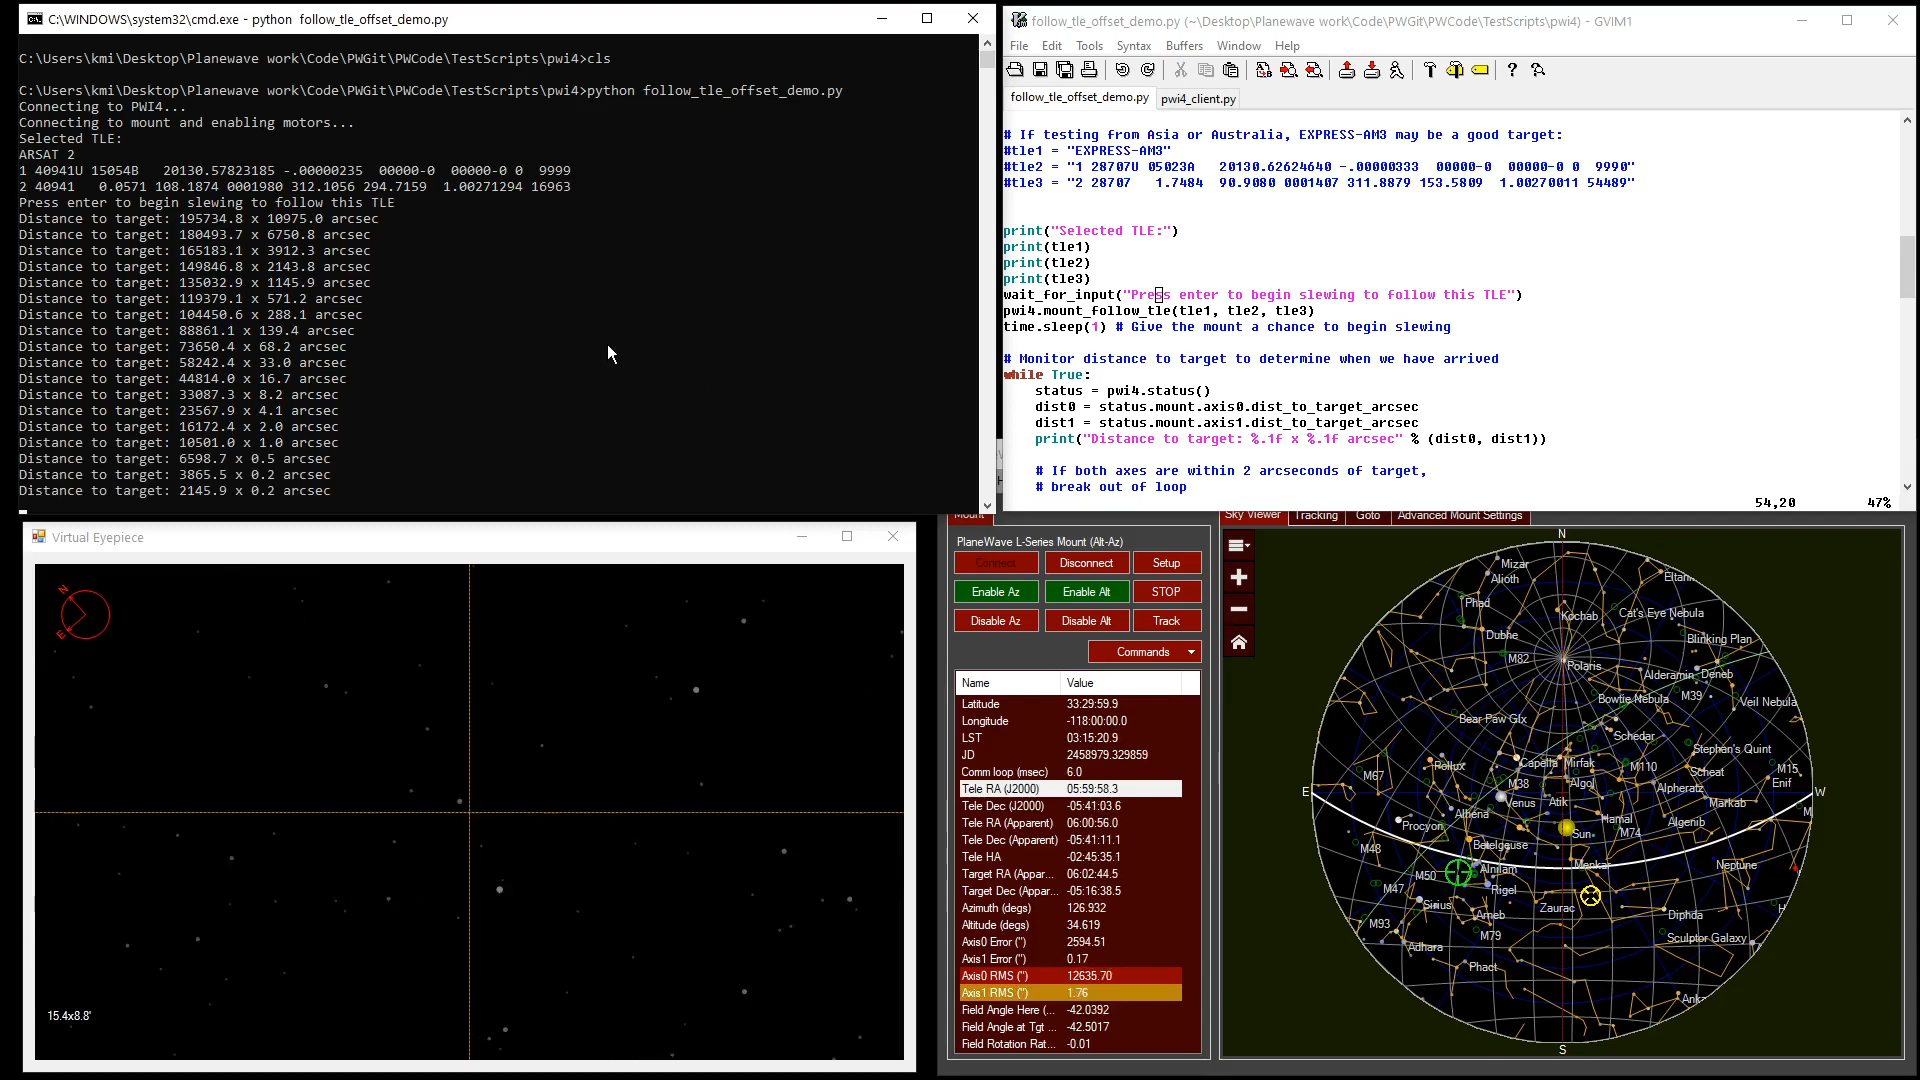 C:\WINDOWS\system32\cmd.exe - python  follow_tle_offset_demo.py
C:\Users\kmi\Desktop\Planewave work\Code\PWGit\PWCode\TestScripts\pwi4>cls
C:\Users\kmi\Desktop\Planewave work\Code\PWGit\PWCode\TestScripts\pwi4>python follow_tle_offset_demo.py
Connecting to PWI4...
Connecting to mount and enabling motors...
Selected TLE:
ARSAT 2
1 40941U 15054B   20130.57823185 -.00000235  00000-0  00000-0 0  9999
2 40941   0.0571 108.1874 0001980 312.1056 294.7159  1.00271294 16963
Press enter to begin slewing to follow this TLE
Distance to target: 195734.8 x 10975.0 arcsec
Distance to target: 180493.7 x 6750.8 arcsec
Distance to target: 165183.1 x 3912.3 arcsec
Distance to target: 149846.8 x 2143.8 arcsec
Distance to target: 135032.9 x 1145.9 arcsec
Distance to target: 119379.1 x 571.2 arcsec
Distance to target: 104450.6 x 288.1 arcsec
Distance to target: 88861.1 x 139.4 arcsec
Distance to target: 73650.4 x 68.2 arcsec
Distance to target: 58242.4 x 33.0 arcsec
Distance to target: 44814.0 x 16.7 arcsec
Distance to target: 33087.3 x 8.2 arcsec
Distance to target: 23567.9 x 4.1 arcsec
Distance to target: 16172.4 x 2.0 arcsec
Distance to target: 10501.0 x 1.0 arcsec
Distance to target: 6598.7 x 0.5 arcsec
Distance to target: 3865.5 x 0.2 arcsec
Distance to target: 2145.9 x 0.2 arcsec
follow_tle_offset_demo.py (~\Desktop\Planewave work\Code\PWGit\PWCode\TestScripts\pwi4) - GVIM1
File Edit Tools Syntax Buffers Window Help
follow_tle_offset_demo.py pwi4_client.py
# If testing from Asia or Australia, EXPRESS-AM3 may be a good target:
#tle1 = "EXPRESS-AM3"
#tle2 = "1 28707U 05023A   20130.62624640 -.00000333  00000-0  00000-0 0  9990"
#tle3 = "2 28707   1.7484  90.9080 0001407 311.8879 153.5809  1.00270011 54489"
print("Selected TLE:")
print(tle1)
print(tle2)
print(tle3)
wait_for_input("Press enter to begin slewing to follow this TLE")
pwi4.mount_follow_tle(tle1, tle2, tle3)
time.sleep(1) # Give the mount a chance to begin slewing
# Monitor distance to target to determine when we have arrived
while True:
    status = pwi4.status()
    dist0 = status.mount.axis0.dist_to_target_arcsec
    dist1 = status.mount.axis1.dist_to_target_arcsec
    print("Distance to target: %.1f x %.1f arcsec" % (dist0, dist1))
    # If both axes are within 2 arcseconds of target,
    # break out of loop
54,20 47%
Virtual Eyepiece
N
E
15.4x8.8'
Mount
PlaneWave L-Series Mount (Alt-Az)
Connect Disconnect Setup
Enable Az Enable Alt STOP
Disable Az Disable Alt Track
Commands
Name Value
Latitude 33:29:59.9
Longitude -118:00:00.0
LST 03:15:20.9
JD 2458979.329859
Comm loop (msec) 6.0
Tele RA (J2000) 05:59:58.3
Tele Dec (J2000) -05:41:03.6
Tele RA (Apparent) 06:00:56.0
Tele Dec (Apparent) -05:41:11.1
Tele HA -02:45:35.1
Target RA (Appar... 06:02:44.5
Target Dec (Appar... -05:16:38.5
Azimuth (degs) 126.932
Altitude (degs) 34.619
Axis0 Error (") 2594.51
Axis1 Error (") 0.17
Axis0 RMS (") 12635.70
Axis1 RMS (") 1.76
Field Angle Here (... -42.0392
Field Angle at Tgt ... -42.5017
Field Rotation Rat... -0.01
Sky Viewer Tracking Goto Advanced Mount Settings
N
Mizar
Alioth
Eltanin
Phad
Kochab
Cat's Eye Nebula
Dubhe
Blinking Plan
M82
Polaris
Alderamin
Deneb
Bowtie Nebula
M39
Veil Nebula
Bear Paw Glx
Schedar
Stephan's Quint
Pollux
Capella
Mirfak
M110
Scheat
M15
M67
M38
Algol
Alpheratz
Enif
E
W
Venus
Atik
Markab
M
Alhena
Hamal
Algenib
Procyon
Sun
M74
M48
Betelgeuse
Menkar
Neptune
M50
Alnilam
M47
Rigel
Sirius
Zaurac
H
Arneb
Diphda
M93
M79
Sculptor Galaxy
Adhara
Phact
Anka
S